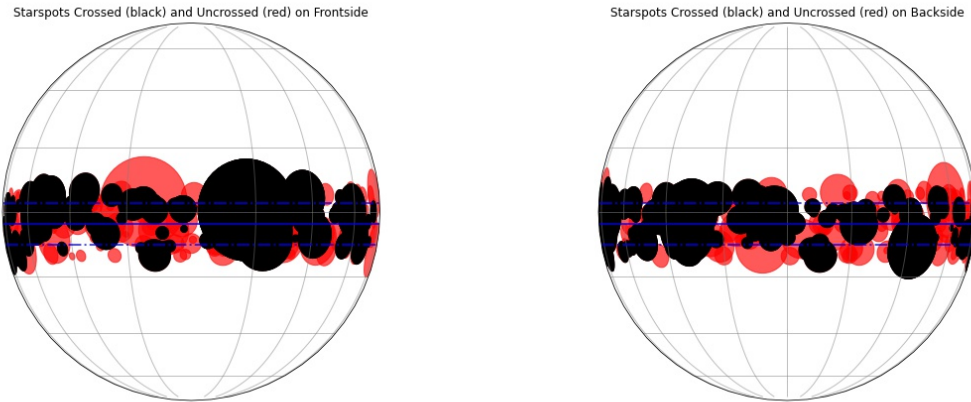 Starspots Crossed (black) and Uncrossed (red) on Frontside
Starspots Crossed (black) and Uncrossed (red) on Backside